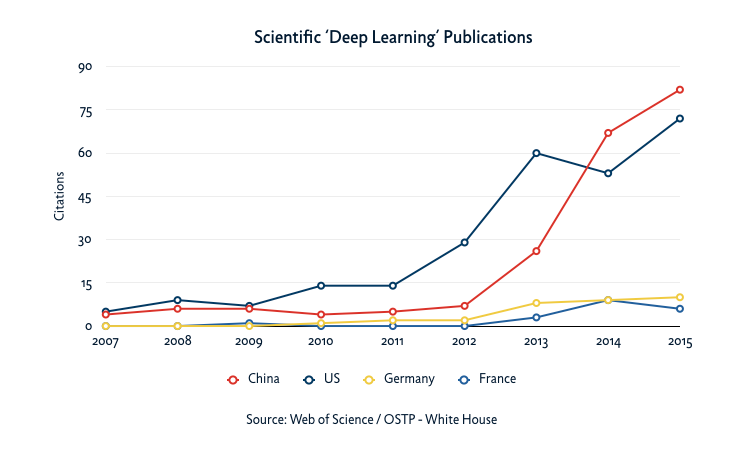 Scientific ‘Deep Learning’ Publications
90
75
60
45
30
15
0
Citations
2007 2008 2009 2010 2011 2012 2013 2014 2015
China US Germany France
Source: Web of Science / OSTP - White House